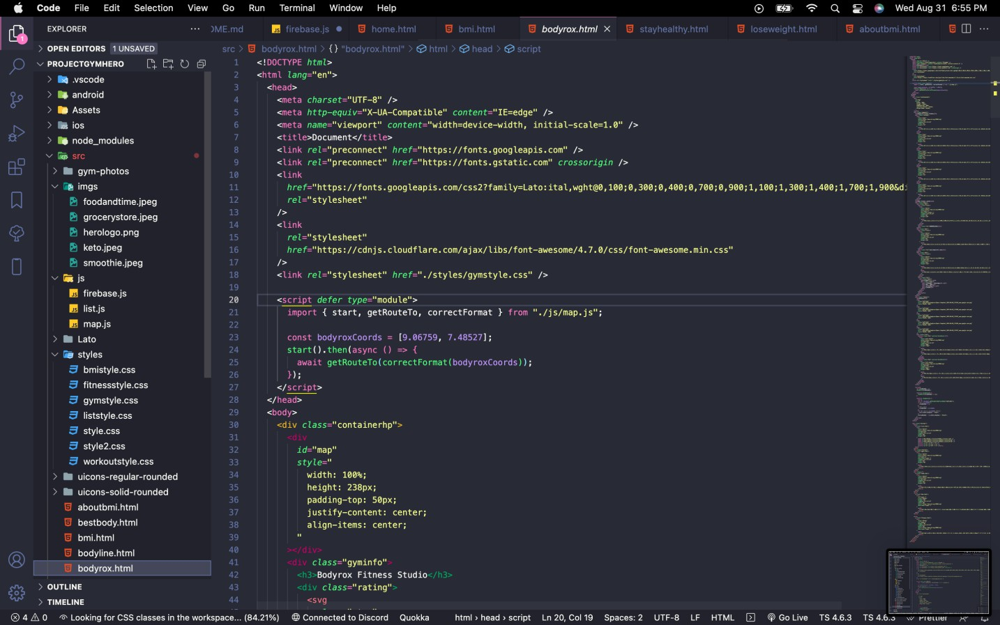 Code File Edit Selection View Go Run Terminal Window Help Wed Aug 31 6:55 PM
EXPLORER ··· OME.md firebase.js home.html bmi.html bodyrox.html stayhealthy.html loseweight.html aboutbmi.html ···
OPEN EDITORS 1 UNSAVED
src > bodyrox.html > {} "bodyrox.html" > html > head > script
PROJECTGYMHERO
.vscode
android
Assets
ios
node_modules
src
gym-photos
imgs
foodandtime.jpeg
grocerystore.jpeg
herologo.png
keto.jpeg
smoothie.jpeg
js
firebase.js
list.js
map.js
Lato
styles
bmistyle.css
fitnessstyle.css
gymstyle.css
liststyle.css
style.css
style2.css
workoutstyle.css
uicons-regular-rounded
uicons-solid-rounded
aboutbmi.html
bestbody.html
bmi.html
bodyline.html
bodyrox.html
OUTLINE
TIMELINE
1
1 <!DOCTYPE html>
2 <html lang="en">
3 <head>
4 <meta charset="UTF-8" />
5 <meta http-equiv="X-UA-Compatible" content="IE=edge" />
6 <meta name="viewport" content="width=device-width, initial-scale=1.0" />
7 <title>Document</title>
8 <link rel="preconnect" href="https://fonts.googleapis.com" />
9 <link rel="preconnect" href="https://fonts.gstatic.com" crossorigin />
10 <link
11 href="https://fonts.googleapis.com/css2?family=Lato:ital,wght@0,100;0,300;0,400;0,700;0,900;1,100;1,300;1,400;1,700;1,900&di
12 rel="stylesheet"
13 />
14 <link
15 rel="stylesheet"
16 href="https://cdnjs.cloudflare.com/ajax/libs/font-awesome/4.7.0/css/font-awesome.min.css"
17 />
18 <link rel="stylesheet" href="./styles/gymstyle.css" />
19
20 <script defer type="module">
21 import { start, getRouteTo, correctFormat } from "./js/map.js";
22
23 const bodyroxCoords = [9.06759, 7.48527];
24 start().then(async () => {
25 await getRouteTo(correctFormat(bodyroxCoords));
26 });
27 </script>
28 </head>
29 <body>
30 <div class="containerhp">
31 <div
32 id="map"
33 style="
34 width: 100%;
35 height: 238px;
36 padding-top: 50px;
37 justify-content: center;
38 align-items: center;
39 "
40 ></div>
41 <div class="gyminfo">
42 <h3>Bodyrox Fitness Studio</h3>
43 <div class="rating">
44 <svg
4 0 Looking for CSS classes in the workspace... (84.21%) Connected to Discord Quokka html › head › script Ln 20, Col 19 Spaces: 2 UTF-8 LF HTML Go Live TS 4.6.3 TS 4.6.3 Prettier